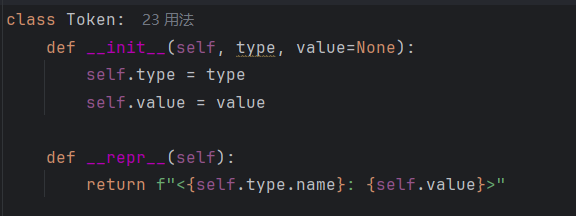 class Token:  23 用法
    def __init__(self, type, value=None):
        self.type = type
        self.value = value

    def __repr__(self):
        return f"<{self.type.name}: {self.value}>"